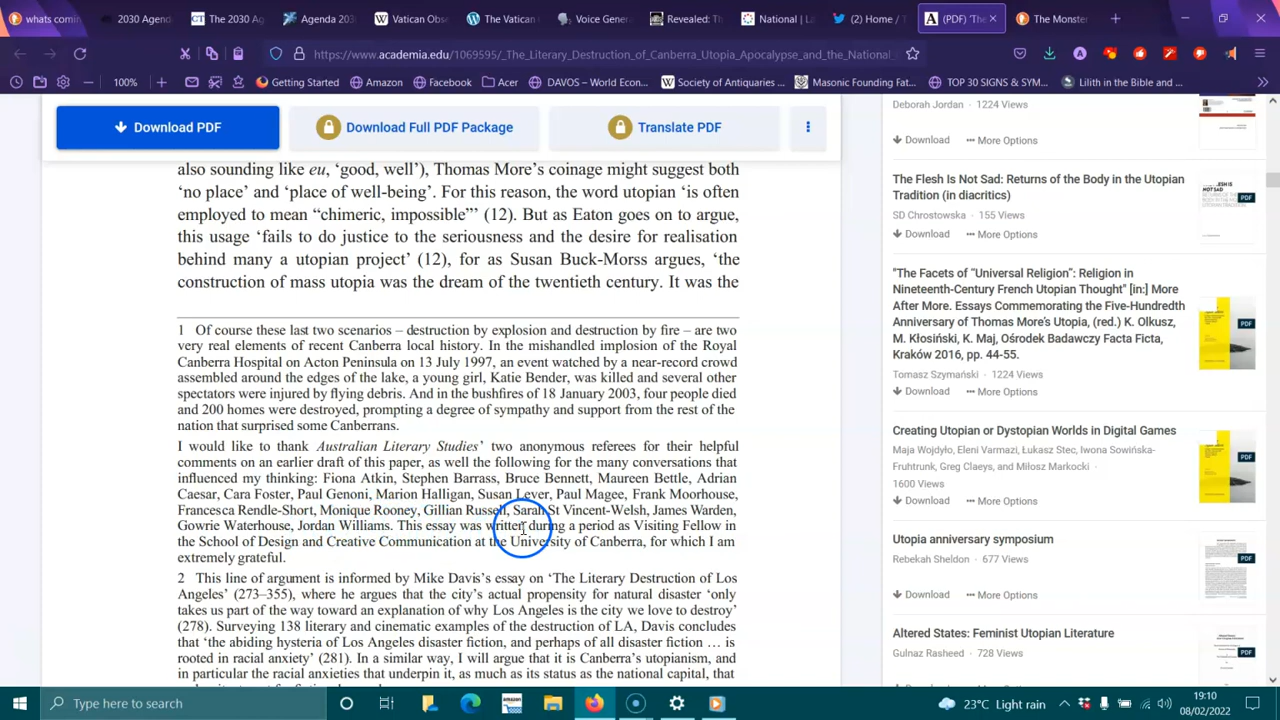 whats comin
The 2030 Ag
Agenda 203
Vatican Obs
The Vatican'
Voice Gener
Revealed: Th
National | La
(2) Home / T
(PDF) 'The
The Monster
https://www.academia.edu/1069595/_The_Literary_Destruction_of_Canberra_Utopia_Apocalypse_and_the_National
100%
Getting Started
Amazon
Facebook
Acer
DAVOS – World Econ...
Society of Antiquaries ...
Masonic Founding Fat...
TOP 30 SIGNS & SYM...
Lilith in the Bible and ...
Download PDF
Download Full PDF Package
Translate PDF
also sounding like eu, 'good, well'), Thomas More's coinage might suggest both
'no place' and 'place of well-being'. For this reason, the word utopian 'is often
employed to mean "chimeric, impossible"' (12). But as Eaton goes on to argue,
this usage 'fails to do justice to the seriousness and the desire for realisation
behind many a utopian project' (12), for as Susan Buck-Morss argues, 'the
construction of mass utopia was the dream of the twentieth century. It was the
1 Of course these last two scenarios – destruction by explosion and destruction by fire – are two
very real elements of recent Canberra local history. In the mishandled implosion of the Royal
Canberra Hospital on Acton Peninsula on 13 July 1997, an event watched by a near-record crowd
assembled around the edges of the lake, a young girl, Katie Bender, was killed and several other
spectators were injured by flying debris. And in the bushfires of 18 January 2003, four people died
and 200 homes were destroyed, prompting a degree of sympathy and support from the rest of the
nation that surprised some Canberrans.
I would like to thank Australian Literary Studies' two anonymous referees for their helpful
comments on an earlier draft of this paper, as well the following for the many conversations that
influenced my thinking: Patricia and Stephen Barnard, Bruce Bennett, Maureen Bettle, Adrian
Caesar, Catz Foster, Paul Genoni, Marion Halligan, Susan Lever, Paul Magee, Frank Moorhouse,
Francesca Rendle-Short, Brigitte Rooney, Gillian Russell, Sarah St Vincent-Welsh, James Warden,
Gowrie Waterhouse, Jordan Williams. This essay was written during a period as Visiting Fellow in
the School of Design and Creative Communication at the University of Canberra, for which I am
extremely grateful.
2 This line of argument is inspired by Mike Davis's essay on 'The Literary Destruction of Los
Angeles' (273–355), wherein he asks whether the city's special propensity for natural disaster only
takes us part of the way towards an explanation of why Los Angeles is the city we love to destroy'
(278). Surveying 138 literary and cinematic examples of the destruction of LA, Davis concludes
that 'the abiding hysteria of Los Angeles disaster fiction, and perhaps of all disaster fiction … is
rooted in racial anxiety' (281). In a similar way I will argue that it is Canberra's utopianism, and
in particular the racial anxiety that underlies it, as much as its status as the national capital, that
Deborah Jordan · 1224 Views
Download
••• More Options
The Flesh Is Not Sad: Returns of the Body in the Utopian
Tradition (in diacritics)
SD Chrostowska · 155 Views
Download
••• More Options
PDF
"The Facets of "Universal Religion": Religion in
Nineteenth-Century French Utopian Thought" [in:] More
After More. Essays Commemorating the Five-Hundredth
Anniversary of Thomas More's Utopia, (red.) K. Olkusz,
M. Kłosiński, K. Maj, Ośrodek Badawczy Facta Ficta,
Kraków 2016, pp. 44-55.
Tomasz Szymański · 1224 Views
Download
••• More Options
PDF
Creating Utopian or Dystopian Worlds in Digital Games
Maja Wojdyło, Eleni Varmazi, Łukasz Stec, Iwona Sowińska-
Fruhtrunk, Greg Claeys, and Miłosz Markocki ·
1600 Views
Download
••• More Options
PDF
Utopia anniversary symposium
Rebekah Sheldon · 677 Views
Download
••• More Options
PDF
Altered States: Feminist Utopian Literature
Gulnaz Rasheed · 728 Views
PDF
Type here to search
23°C Light rain
19:10
08/02/2022